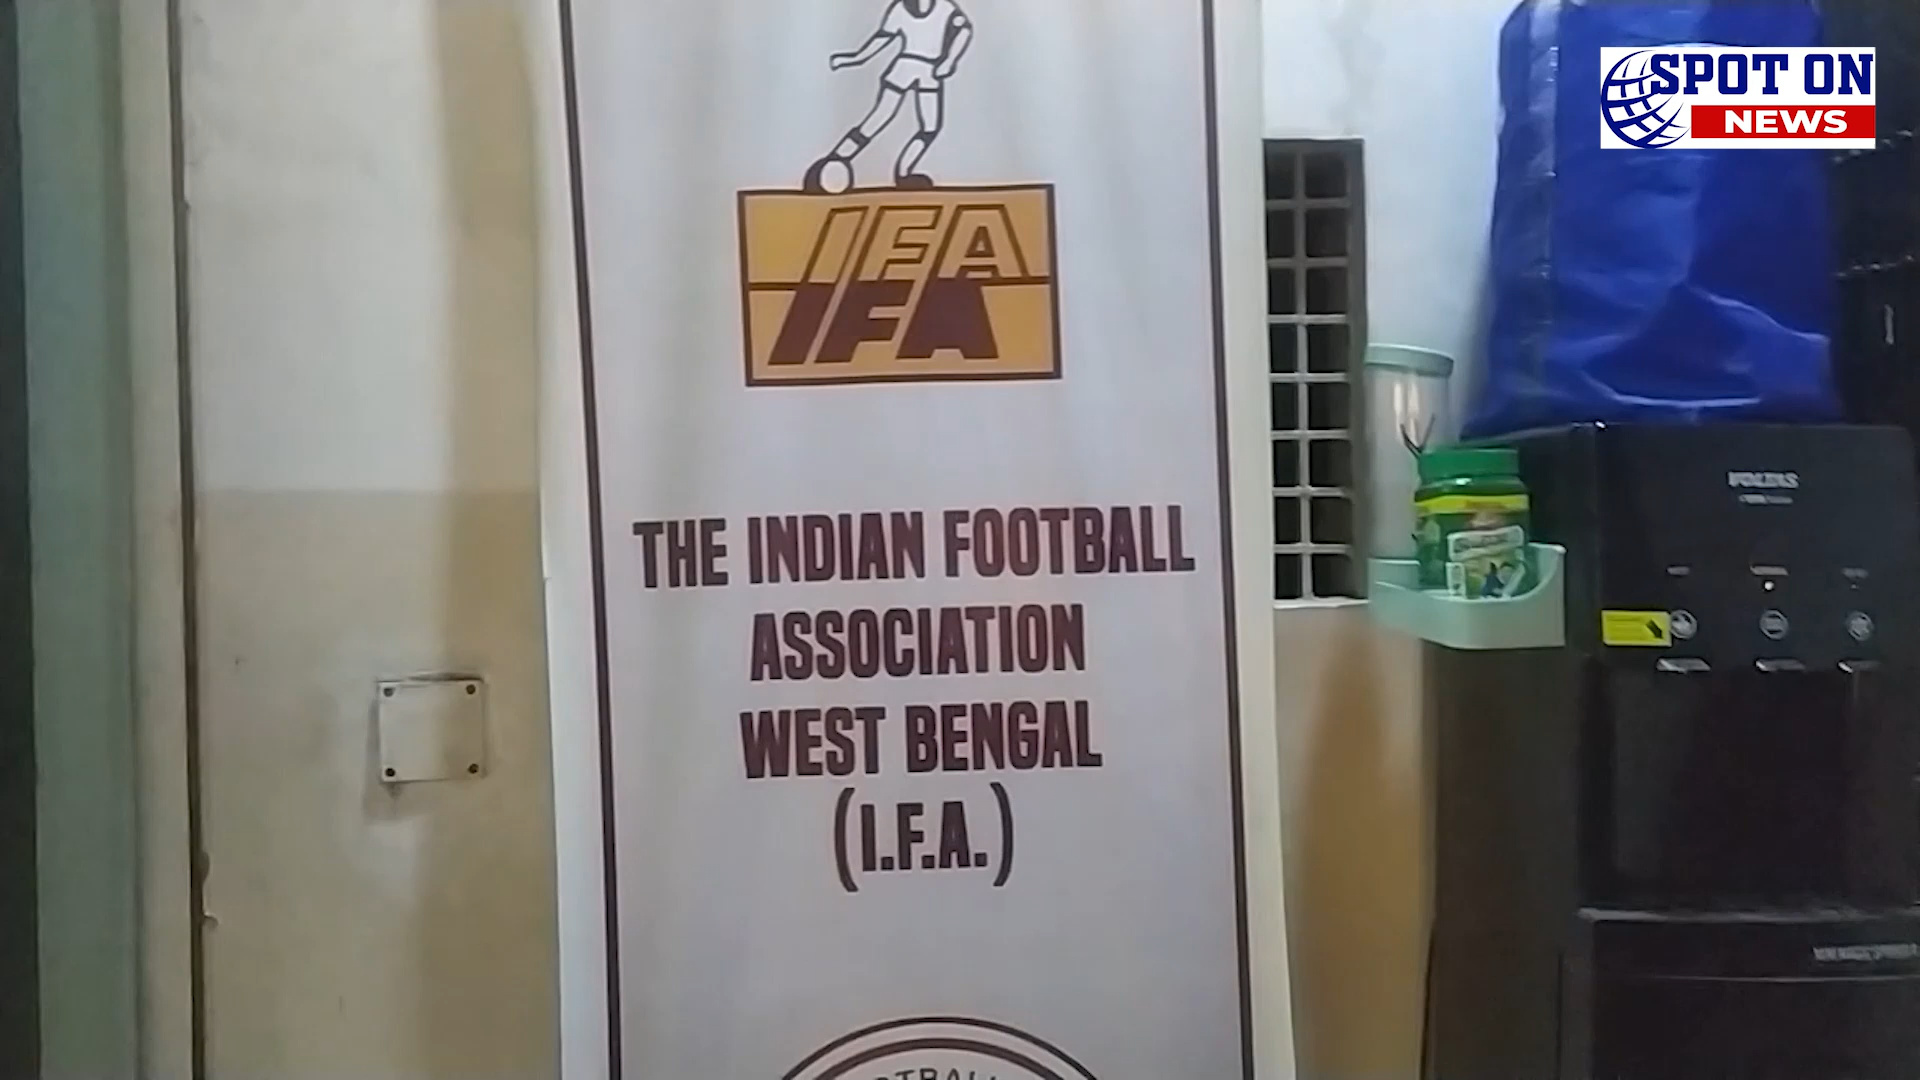 SPOT ON
NEWS
IFA
IFA
THE INDIAN FOOTBALL
ASSOCIATION
WEST BENGAL
(I.F.A.)
VOLTAS